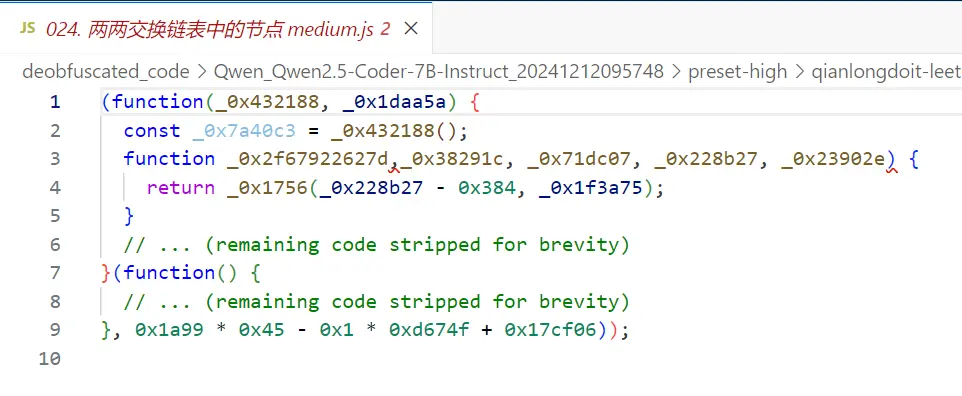 JS 024. 两两交换链表中的节点 medium.js 2 ×
deobfuscated_code > Qwen_Qwen2.5-Coder-7B-Instruct_20241212095748 > preset-high > qianlongdoit-leet
1 (function(_0x432188, _0x1daa5a) {
2 const _0x7a40c3 = _0x432188();
3 function _0x2f67922627d,_0x38291c, _0x71dc07, _0x228b27, _0x23902e) {
4 return _0x1756(_0x228b27 - 0x384, _0x1f3a75);
5 }
6 // ... (remaining code stripped for brevity)
7 }(function() {
8 // ... (remaining code stripped for brevity)
9 }, 0x1a99 * 0x45 - 0x1 * 0xd674f + 0x17cf06));
10